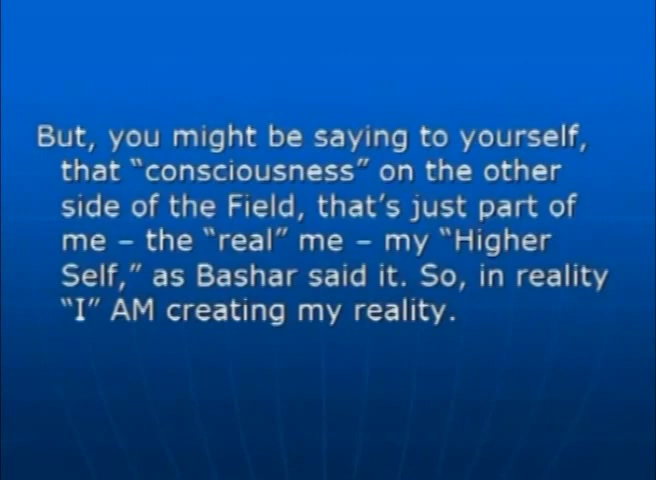 But, you might be saying to yourself,
that “consciousness” on the other
side of the Field, that’s just part of
me – the “real” me – my “Higher
Self,” as Bashar said it. So, in reality
“I” AM creating my reality.